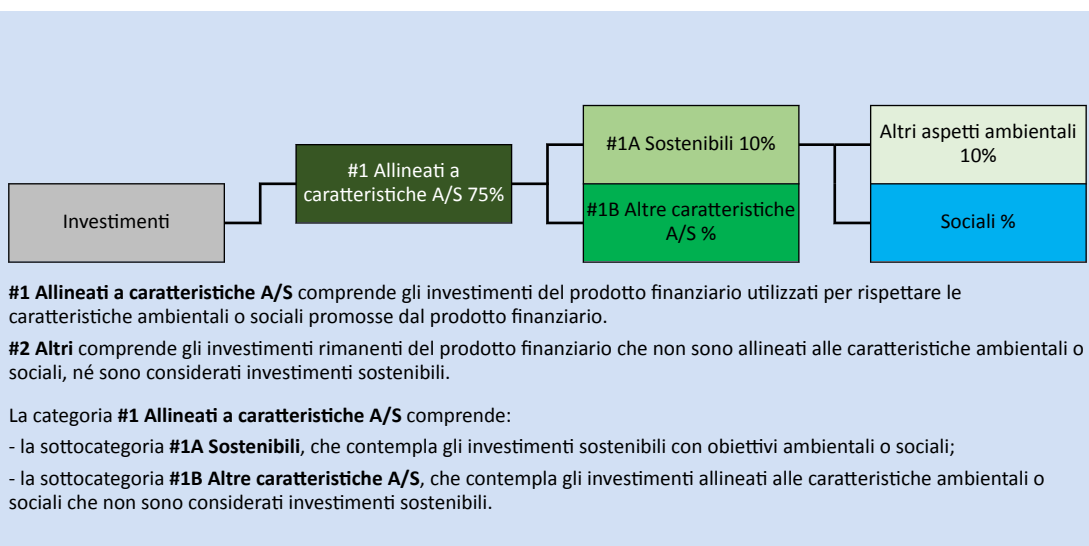 Investimenti
#1 Allineati a
caratteristiche A/S 75%
#1A Sostenibili 10%
#1B Altre caratteristiche
A/S %
Altri aspetti ambientali
10%
Sociali %
#1 Allineati a caratteristiche A/S comprende gli investimenti del prodotto finanziario utilizzati per rispettare le
caratteristiche ambientali o sociali promosse dal prodotto finanziario.
#2 Altri comprende gli investimenti rimanenti del prodotto finanziario che non sono allineati alle caratteristiche ambientali o
sociali, né sono considerati investimenti sostenibili.
La categoria #1 Allineati a caratteristiche A/S comprende:
- la sottocategoria #1A Sostenibili, che contempla gli investimenti sostenibili con obiettivi ambientali o sociali;
- la sottocategoria #1B Altre caratteristiche A/S, che contempla gli investimenti allineati alle caratteristiche ambientali o
sociali che non sono considerati investimenti sostenibili.